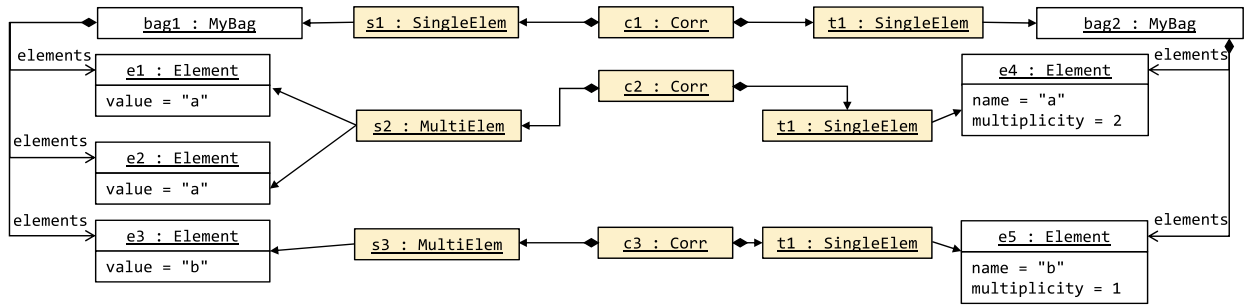 bag1 : MyBag
s1 : SingleElem
c1 : Corr
t1 : SingleElem
bag2 : MyBag
elements
e1 : Element
value = "a"
c2 : Corr
elements
e4 : Element
name = "a"
multiplicity = 2
s2 : MultiElem
t1 : SingleElem
elements
e2 : Element
value = "a"
elements
e3 : Element
value = "b"
s3 : MultiElem
c3 : Corr
t1 : SingleElem
elements
e5 : Element
name = "b"
multiplicity = 1